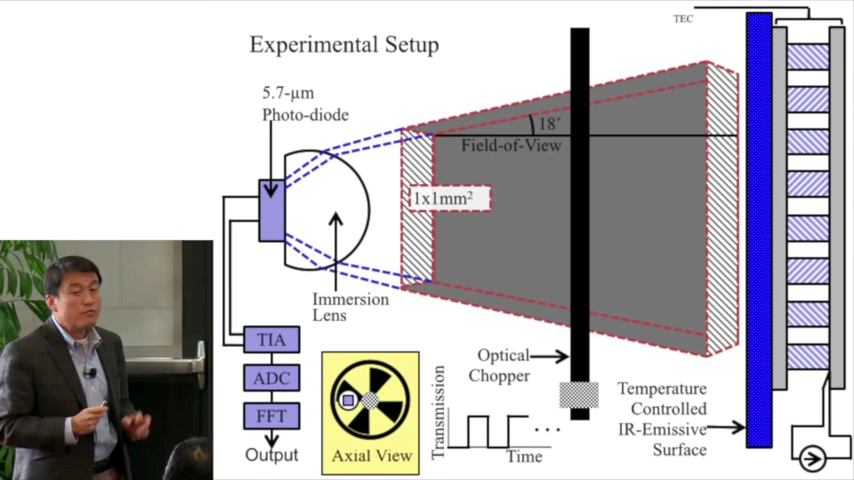 TEC
Experimental Setup
5.7-µm
Photo-diode
18°
Field-of-View
1x1mm²
Immersion
Lens
TIA
ADC
FFT
Output
Axial View
Optical
Chopper
Transmission
Time
Temperature
Controlled
IR-Emissive
Surface